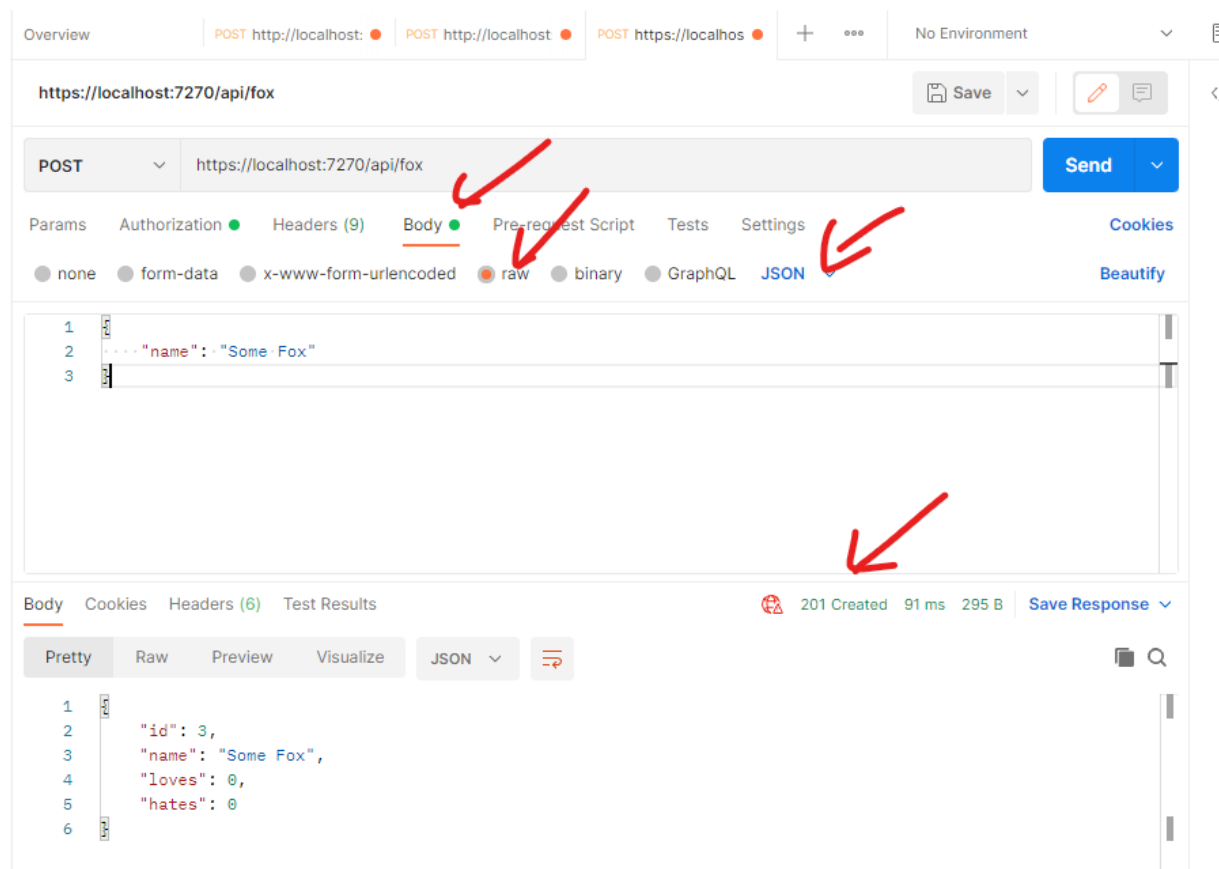 Overview POST http://localhost: POST http://localhost POST https://localhos No Environment
https://localhost:7270/api/fox Save
POST https://localhost:7270/api/fox Send
Params Authorization Headers (9) Body Pre-request Script Tests Settings Cookies
none form-data x-www-form-urlencoded raw binary GraphQL JSON Beautify
1 {
2 "name": "Some Fox"
3 }
Body Cookies Headers (6) Test Results 201 Created 91 ms 295 B Save Response
Pretty Raw Preview Visualize JSON
1 {
2 "id": 3,
3 "name": "Some Fox",
4 "loves": 0,
5 "hates": 0
6 }